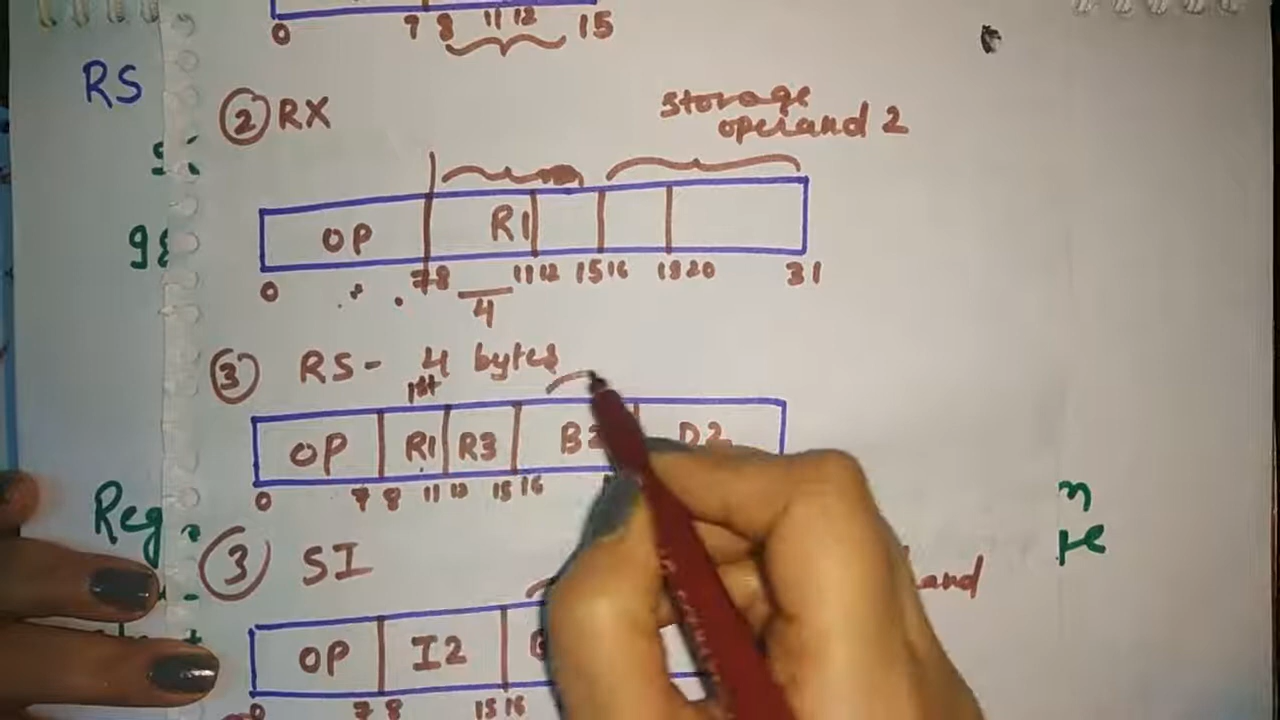 0 7 8 11 12 15
RS
② RX
storage
operand 2
OP R1
0 78 11 12 15 16 19 20 31
4
③ RS- 4 bytes
1st
OP R1 R3 B2 D2
0 7 8 11 12 15 16
Reg
③ SI
and
OP I2
0 7 8 15 16